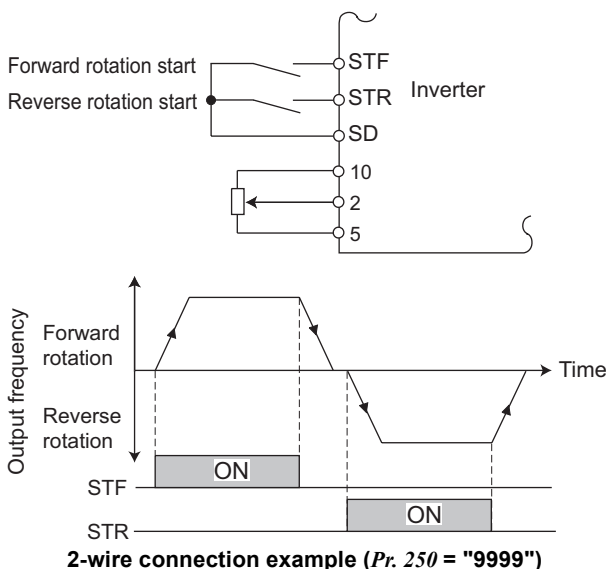 Forward rotation start
Reverse rotation start
STF
STR
SD
Inverter
10
2
5
Output frequency
Forward
rotation
Reverse
rotation
Time
STF
ON
STR
ON
2-wire connection example (Pr. 250 = "9999")